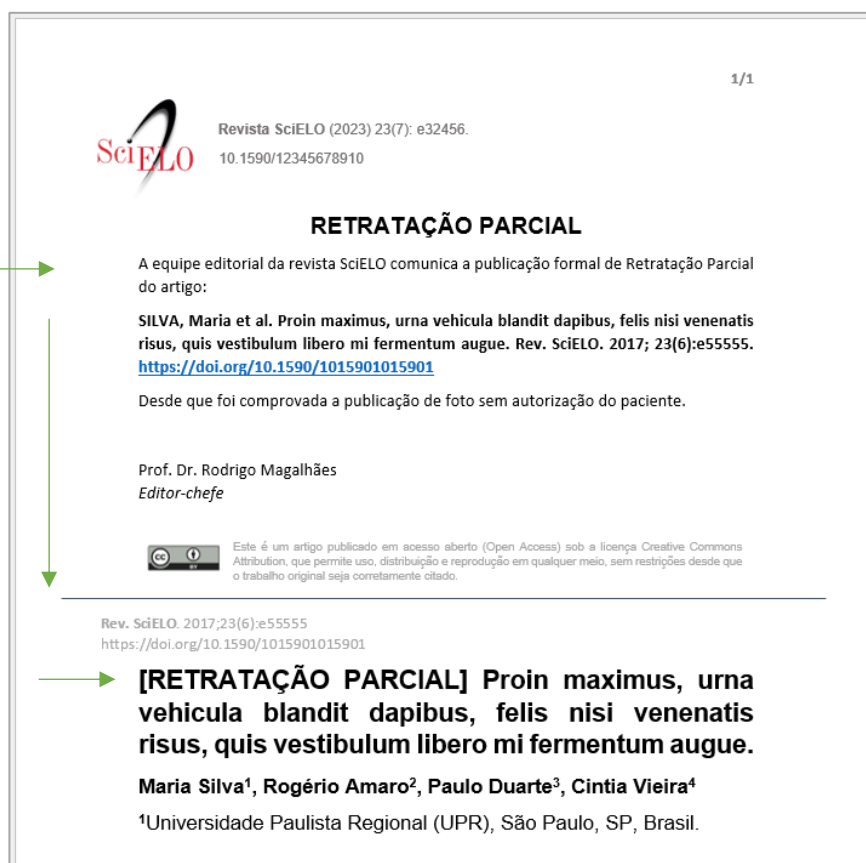 1/1
SciELO
Revista SciELO (2023) 23(7): e32456.
10.1590/12345678910
RETRATAÇÃO PARCIAL
A equipe editorial da revista SciELO comunica a publicação formal de Retratação Parcial
do artigo:
SILVA, Maria et al. Proin maximus, urna vehicula blandit dapibus, felis nisi venenatis
risus, quis vestibulum libero mi fermentum augue. Rev. SciELO. 2017; 23(6):e55555.
https://doi.org/10.1590/1015901015901
Desde que foi comprovada a publicação de foto sem autorização do paciente.
Prof. Dr. Rodrigo Magalhães
Editor-chefe
cc BY
Este é um artigo publicado em acesso aberto (Open Access) sob a licença Creative Commons
Attribution, que permite uso, distribuição e reprodução em qualquer meio, sem restrições desde que
o trabalho original seja corretamente citado.
Rev. SciELO. 2017;23(6):e55555
https://doi.org/10.1590/1015901015901
[RETRATAÇÃO PARCIAL] Proin maximus, urna
vehicula blandit dapibus, felis nisi venenatis
risus, quis vestibulum libero mi fermentum augue.
Maria Silva¹, Rogério Amaro², Paulo Duarte³, Cintia Vieira⁴
¹Universidade Paulista Regional (UPR), São Paulo, SP, Brasil.